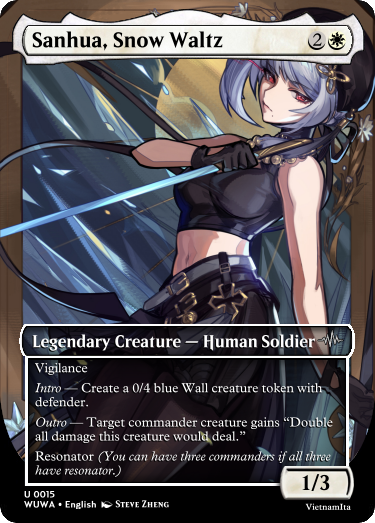 Sanhua, Snow Waltz 2
Legendary Creature — Human Soldier
Vigilance
Intro — Create a 0/4 blue Wall creature token with
defender.
Outro — Target commander creature gains “Double
all damage this creature would deal.”
Resonator (You can have three commanders if all three
have resonator.)
1/3
U 0015
WUWA • English Steve Zheng
VietnamIta